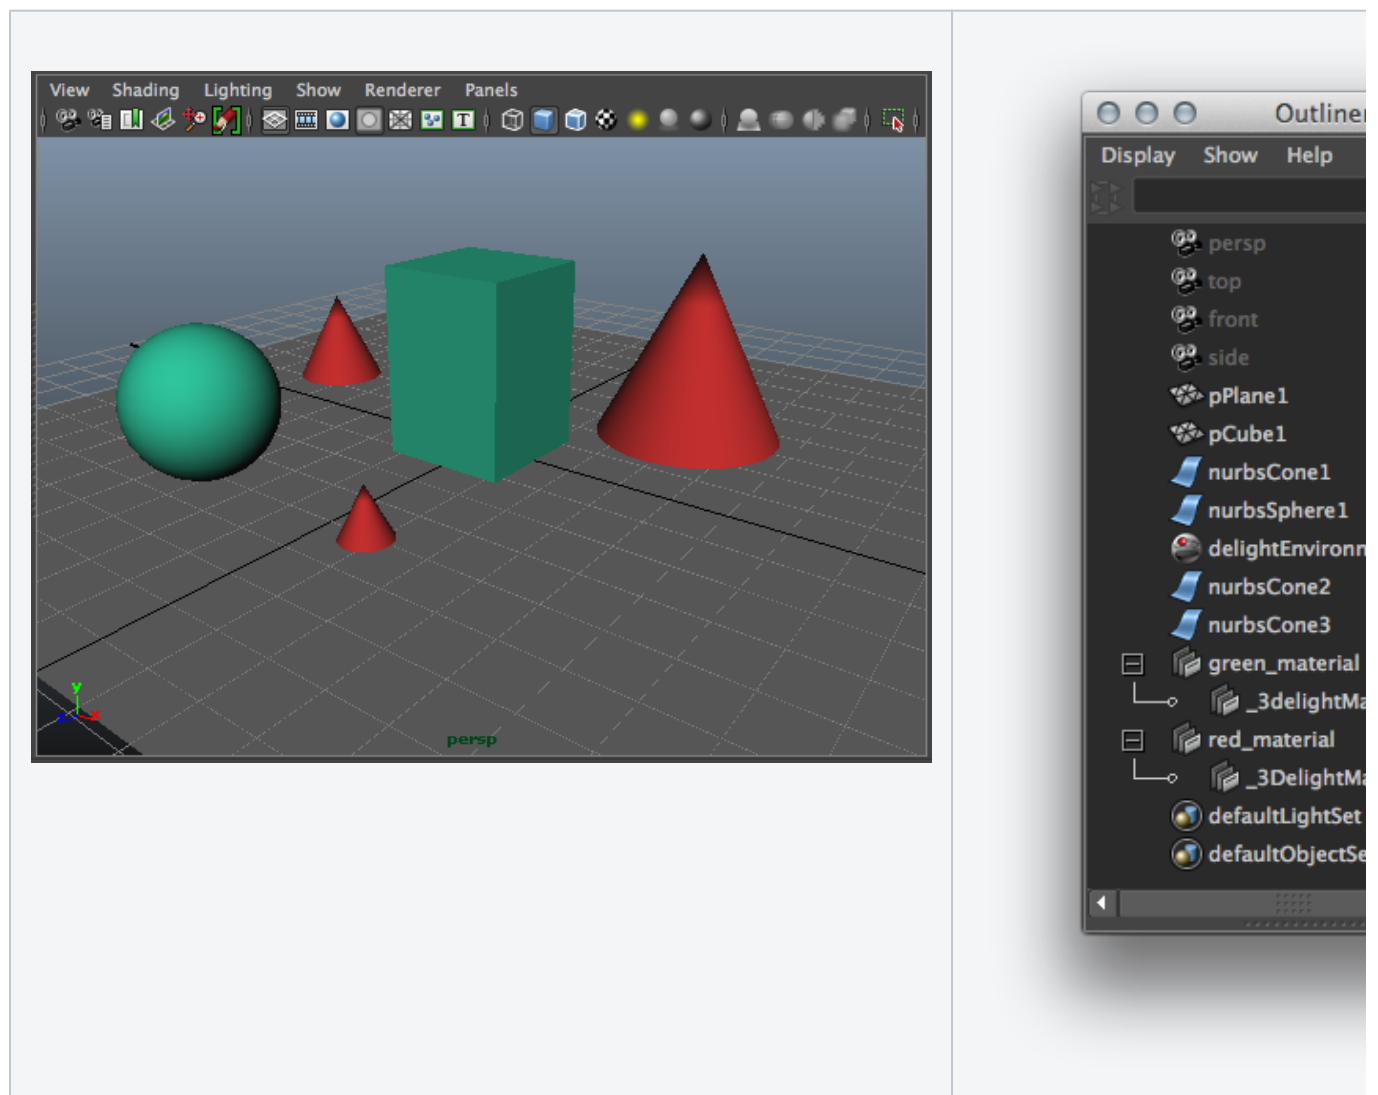 View Shading Lighting Show Renderer Panels
T
y
z x
persp
Outliner
Display Show Help
persp
top
front
side
pPlane1
pCube1
nurbsCone1
nurbsSphere1
delightEnvironm
nurbsCone2
nurbsCone3
green_material
_3delightMa
red_material
_3DelightMa
defaultLightSet
defaultObjectSe